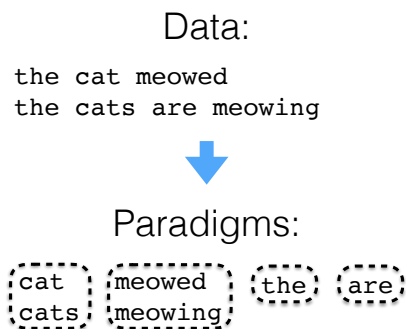 Data:
the cat meowed
the cats are meowing
Paradigms:
cat meowed the are
cats meowing